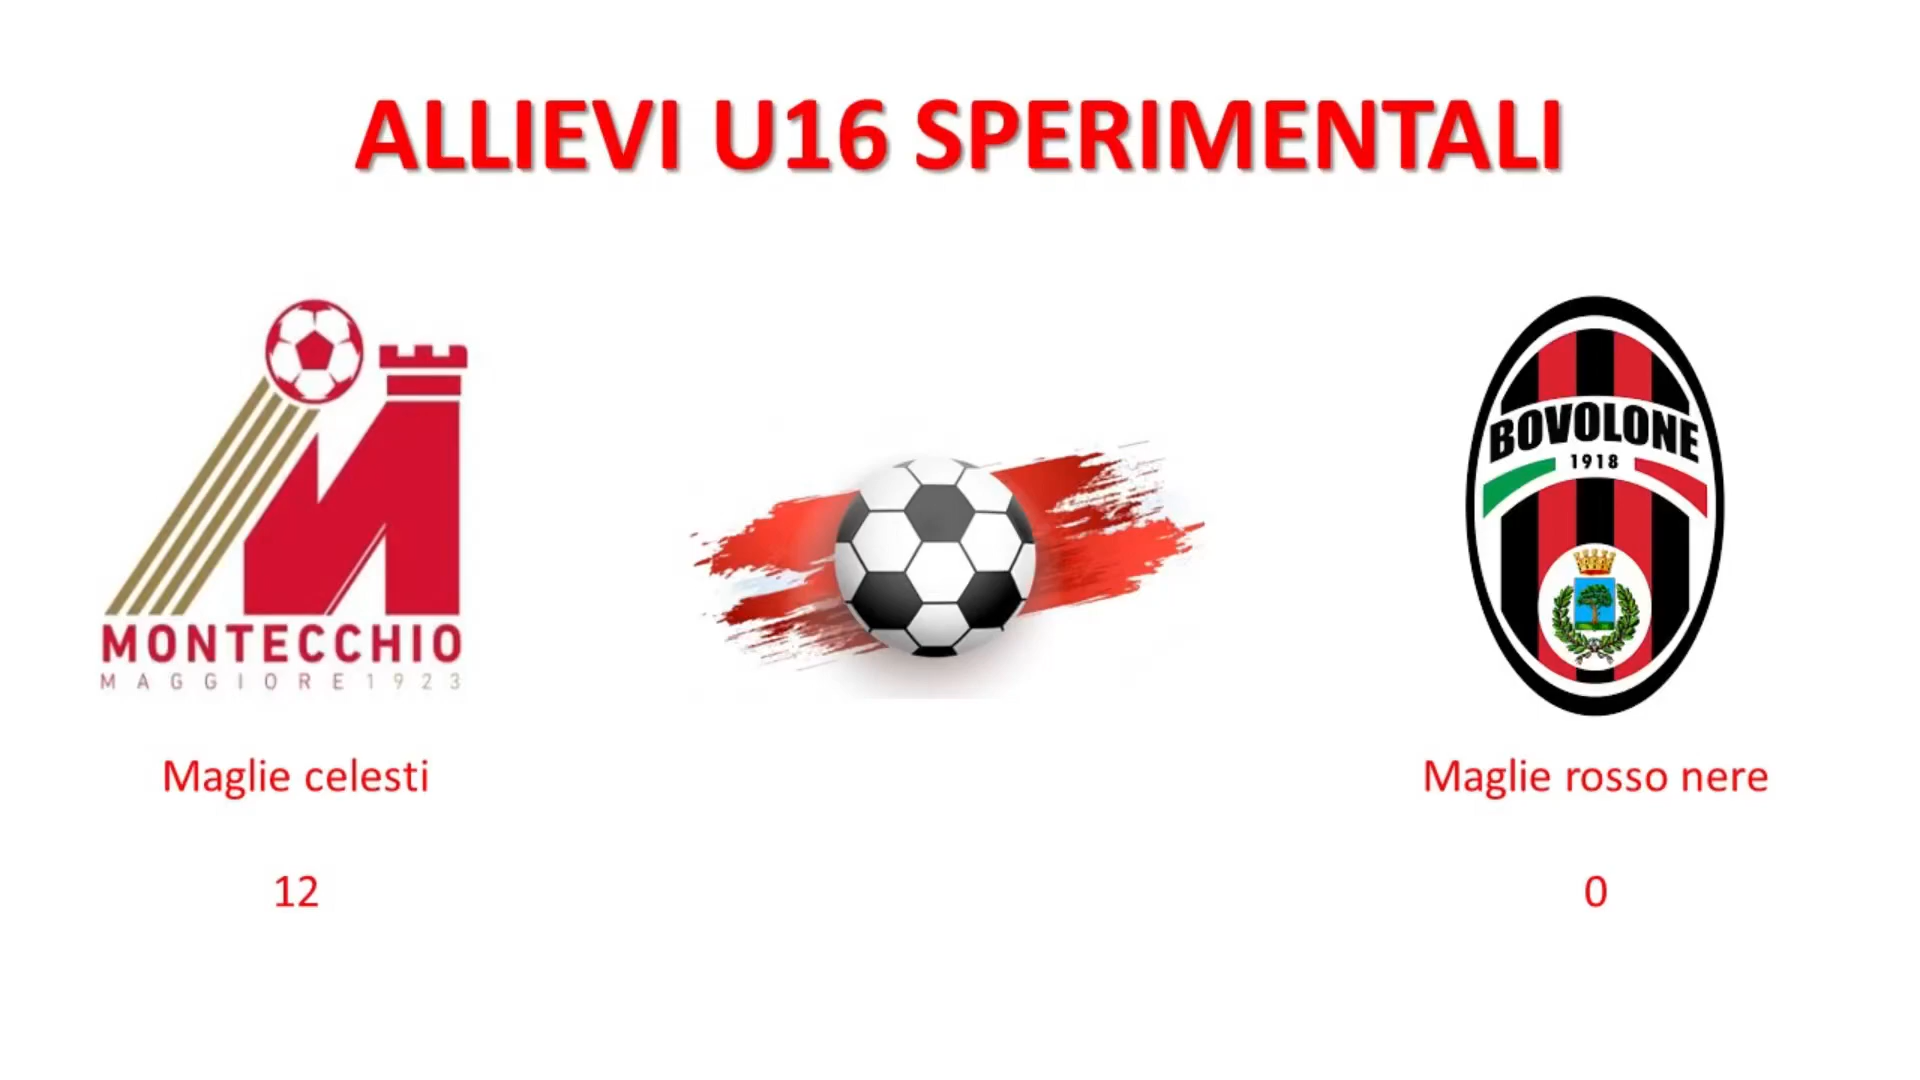 ALLIEVI U16 SPERIMENTALI
MONTECCHIO
MAGGIORE 1923
BOVOLONE
1918
Maglie celesti
Maglie rosso nere
12
0